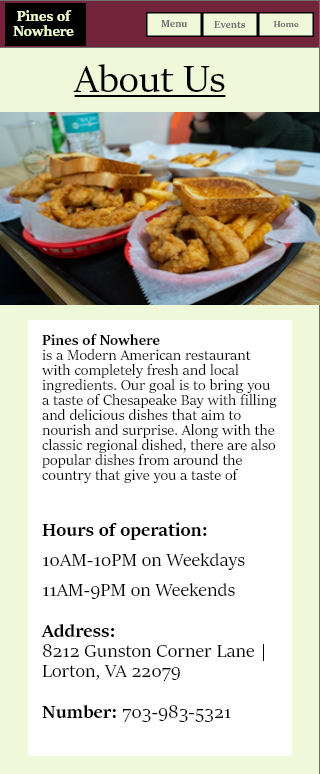 Pines of
Nowhere
Menu
Events
Home
About Us
Pines of Nowhere
is a Modern American restaurant
with completely fresh and local
ingredients. Our goal is to bring you
a taste of Chesapeake Bay with filling
and delicious dishes that aim to
nourish and surprise. Along with the
classic regional dished, there are also
popular dishes from around the
country that give you a taste of
Hours of operation:
10AM-10PM on Weekdays
11AM-9PM on Weekends
Address:
8212 Gunston Corner Lane |
Lorton, VA 22079
Number: 703-983-5321